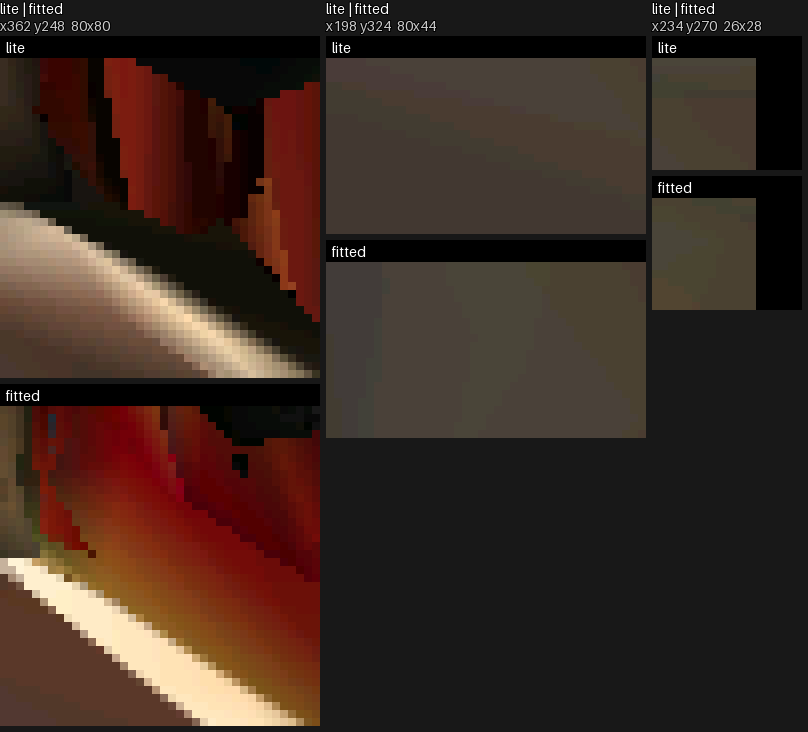 lite | fitted
x362 y248 80x80
lite
fitted
lite | fitted
x198 y324 80x44
lite
fitted
lite | fitted
x234 y270 26x28
lite
fitted